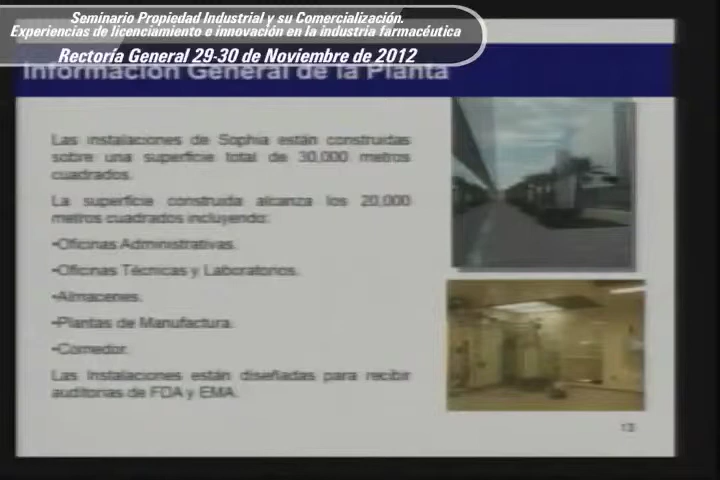 Seminario Propiedad Industrial y su Comercialización.
Experiencias de licenciamiento e innovación en la industria farmacéutica
Rectoría General 29-30 de Noviembre de 2012
Información General de la Planta
Las instalaciones de Sophia están construidas
sobre una superficie total de 30,000 metros
cuadrados.
La superficie construida alcanza los 20,000
metros cuadrados incluyendo:
•Oficinas Administrativas.
•Oficinas Técnicas y Laboratorios.
•Almacenes.
•Plantas de Manufactura.
•Comedor.
Las Instalaciones están diseñadas para recibir
auditorias de FDA y EMA.
13